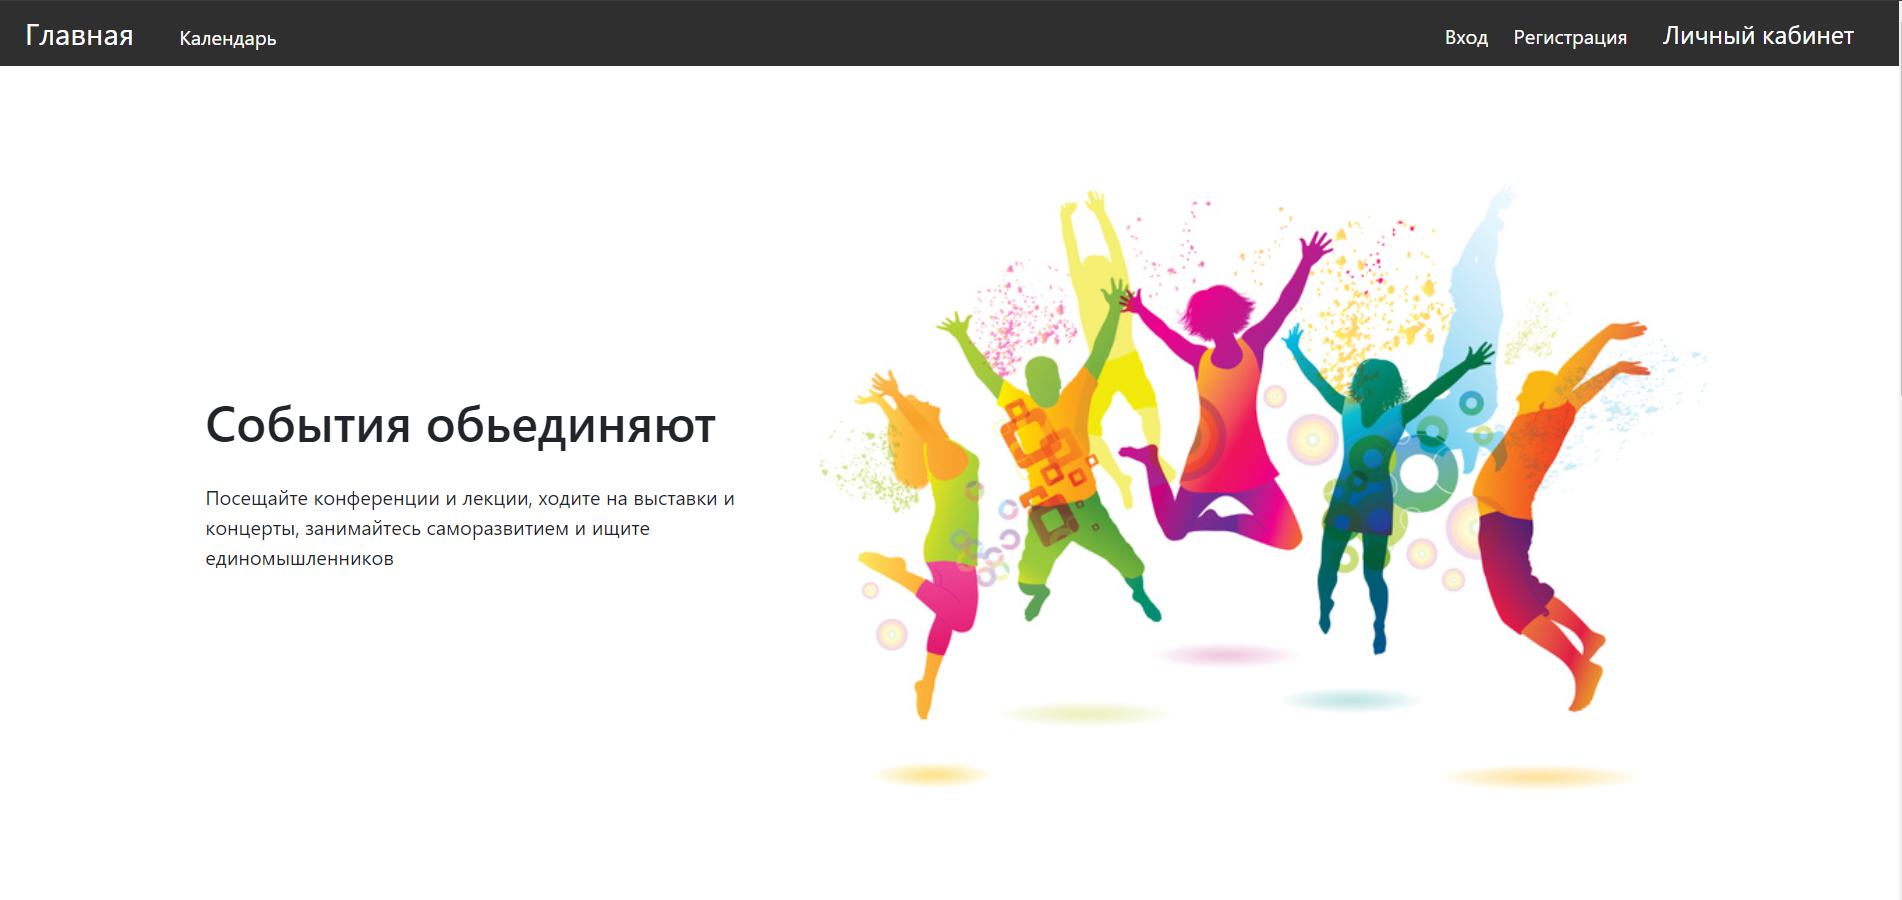 Главная Календарь Вход Регистрация Личный кабинет
События обьединяют
Посещайте конференции и лекции, ходите на выставки и
концерты, занимайтесь саморазвитием и ищите
единомышленников